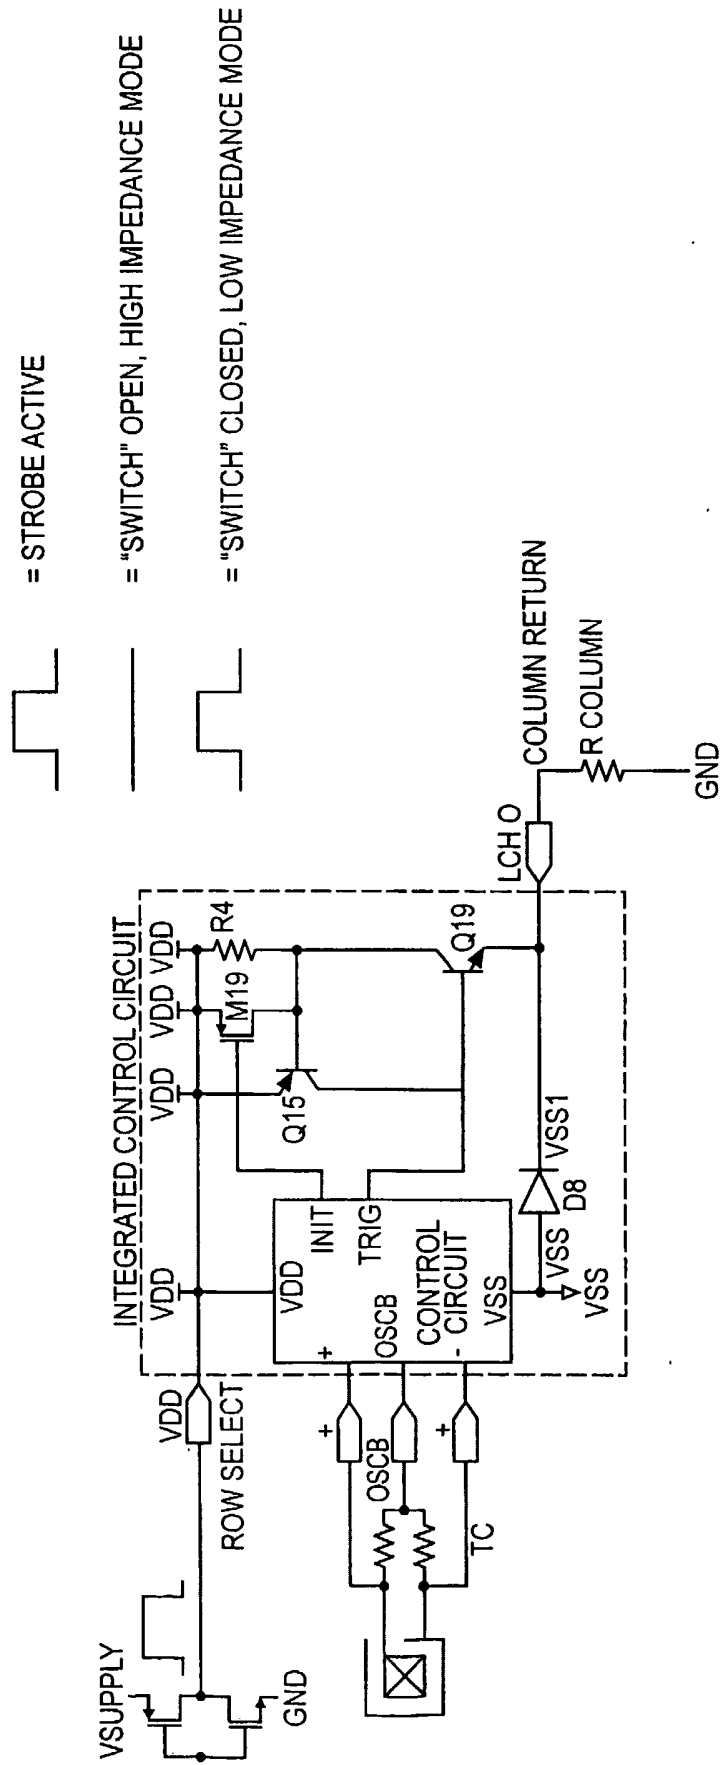 = STROBE ACTIVE
= "SWITCH" OPEN, HIGH IMPEDANCE MODE
= "SWITCH" CLOSED, LOW IMPEDANCE MODE
INTEGRATED CONTROL CIRCUIT
VSUPPLY
GND
VDD
ROW SELECT
VDD
VDD
VDD
VDD
R4
M19
Q15
Q19
VDD
INIT
TRIG
+
OSCB
CONTROL
CIRCUIT
-
VSS
+
OSCB
+
TC
VSS
VSS
VSS1
D8
LCH O
COLUMN RETURN
R COLUMN
GND